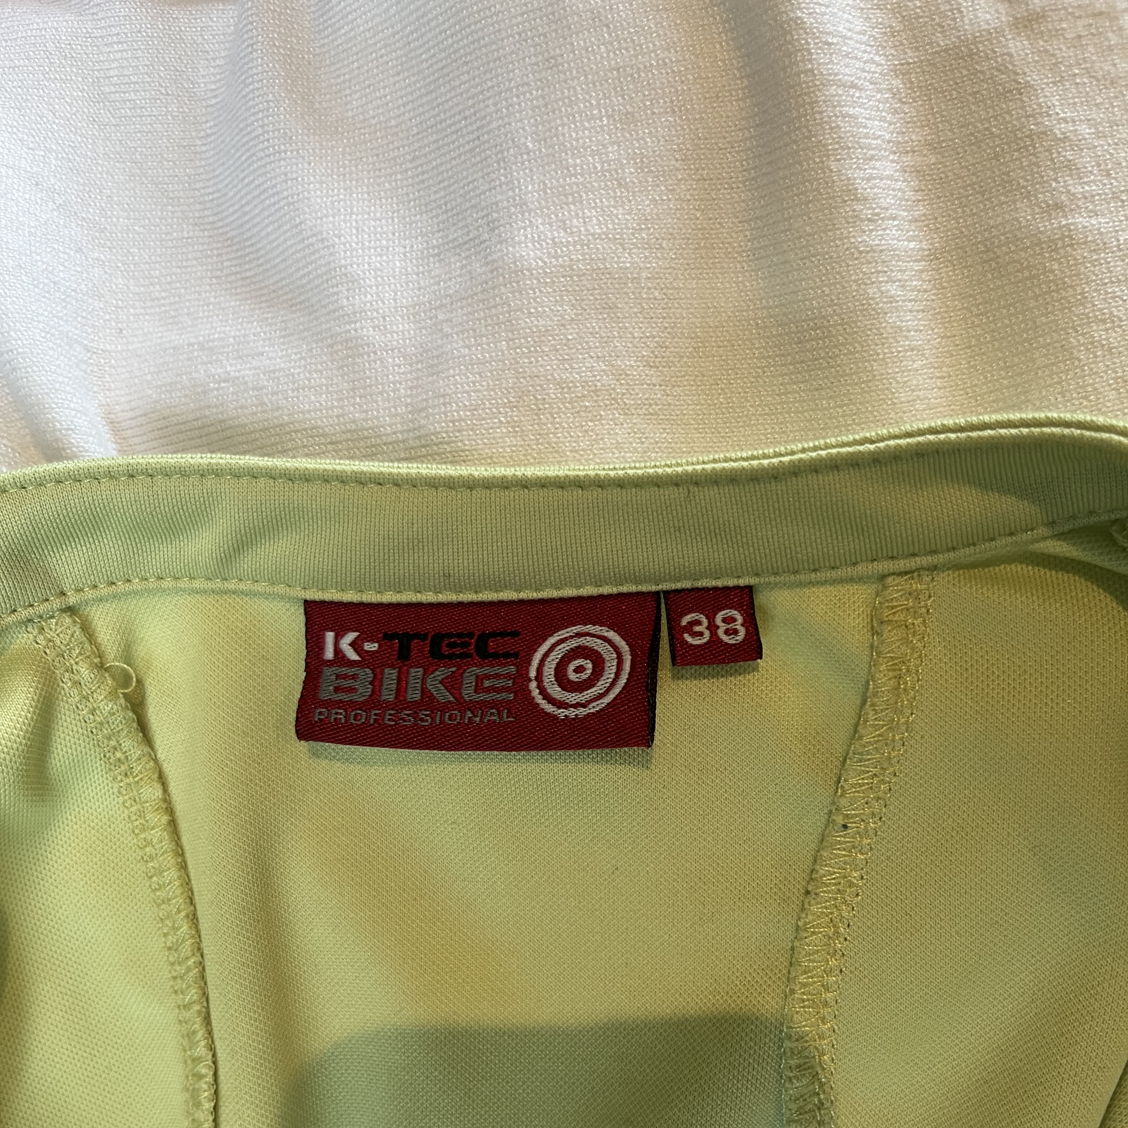 K-TEC
BIKE
PROFESSIONAL
38